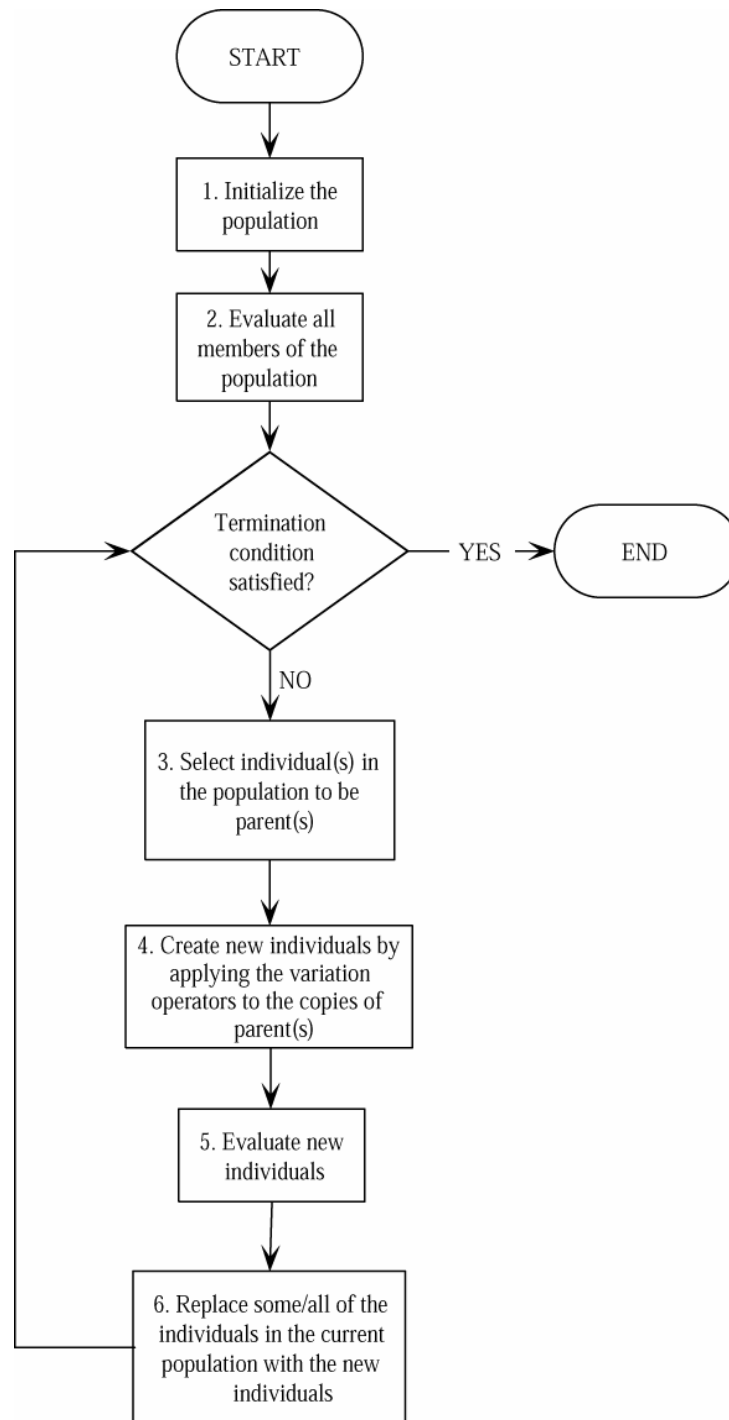 START
1. Initialize the
population
2. Evaluate all
members of the
population
Termination
condition
satisfied?
YES
END
NO
3. Select individual(s) in
the population to be
parent(s)
4. Create new individuals by
applying the variation
operators to the copies of
parent(s)
5. Evaluate new
individuals
6. Replace some/all of the
individuals in the current
population with the new
individuals